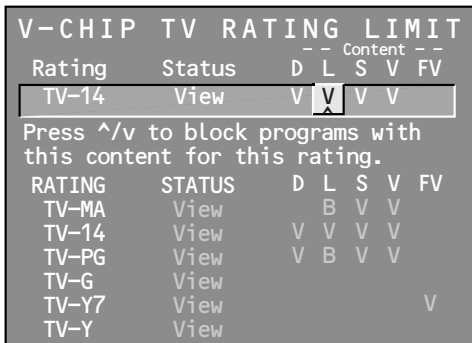 V-CHIP TV RATING LIMIT
– – Content – –
Rating Status D L S V FV
TV-14 View V V V V
^
Press ^/v to block programs with
this content for this rating.
RATING STATUS D L S V FV
TV-MA View B V V
TV-14 View V V V V
TV-PG View V B V V
TV-G View
TV-Y7 View V
TV-Y View